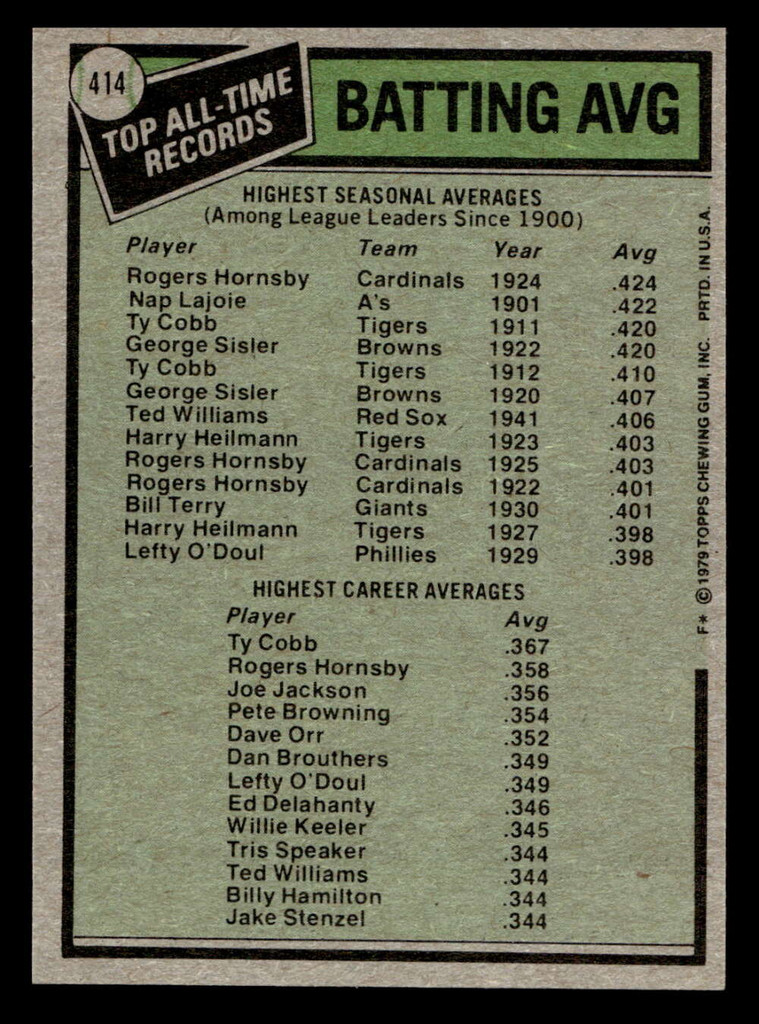 414
TOP ALL-TIME
RECORDS
BATTING AVG
HIGHEST SEASONAL AVERAGES
(Among League Leaders Since 1900)
Player Team Year Avg
Rogers Hornsby Cardinals 1924 .424
Nap Lajoie A's 1901 .422
Ty Cobb Tigers 1911 .420
George Sisler Browns 1922 .420
Ty Cobb Tigers 1912 .410
George Sisler Browns 1920 .407
Ted Williams Red Sox 1941 .406
Harry Heilmann Tigers 1923 .403
Rogers Hornsby Cardinals 1925 .403
Rogers Hornsby Cardinals 1922 .401
Bill Terry Giants 1930 .401
Harry Heilmann Tigers 1927 .398
Lefty O'Doul Phillies 1929 .398
HIGHEST CAREER AVERAGES
Player Avg
Ty Cobb .367
Rogers Hornsby .358
Joe Jackson .356
Pete Browning .354
Dave Orr .352
Dan Brouthers .349
Lefty O'Doul .349
Ed Delahanty .346
Willie Keeler .345
Tris Speaker .344
Ted Williams .344
Billy Hamilton .344
Jake Stenzel .344
F* © 1979 TOPPS CHEWING GUM, INC. PRTD. IN U.S.A.